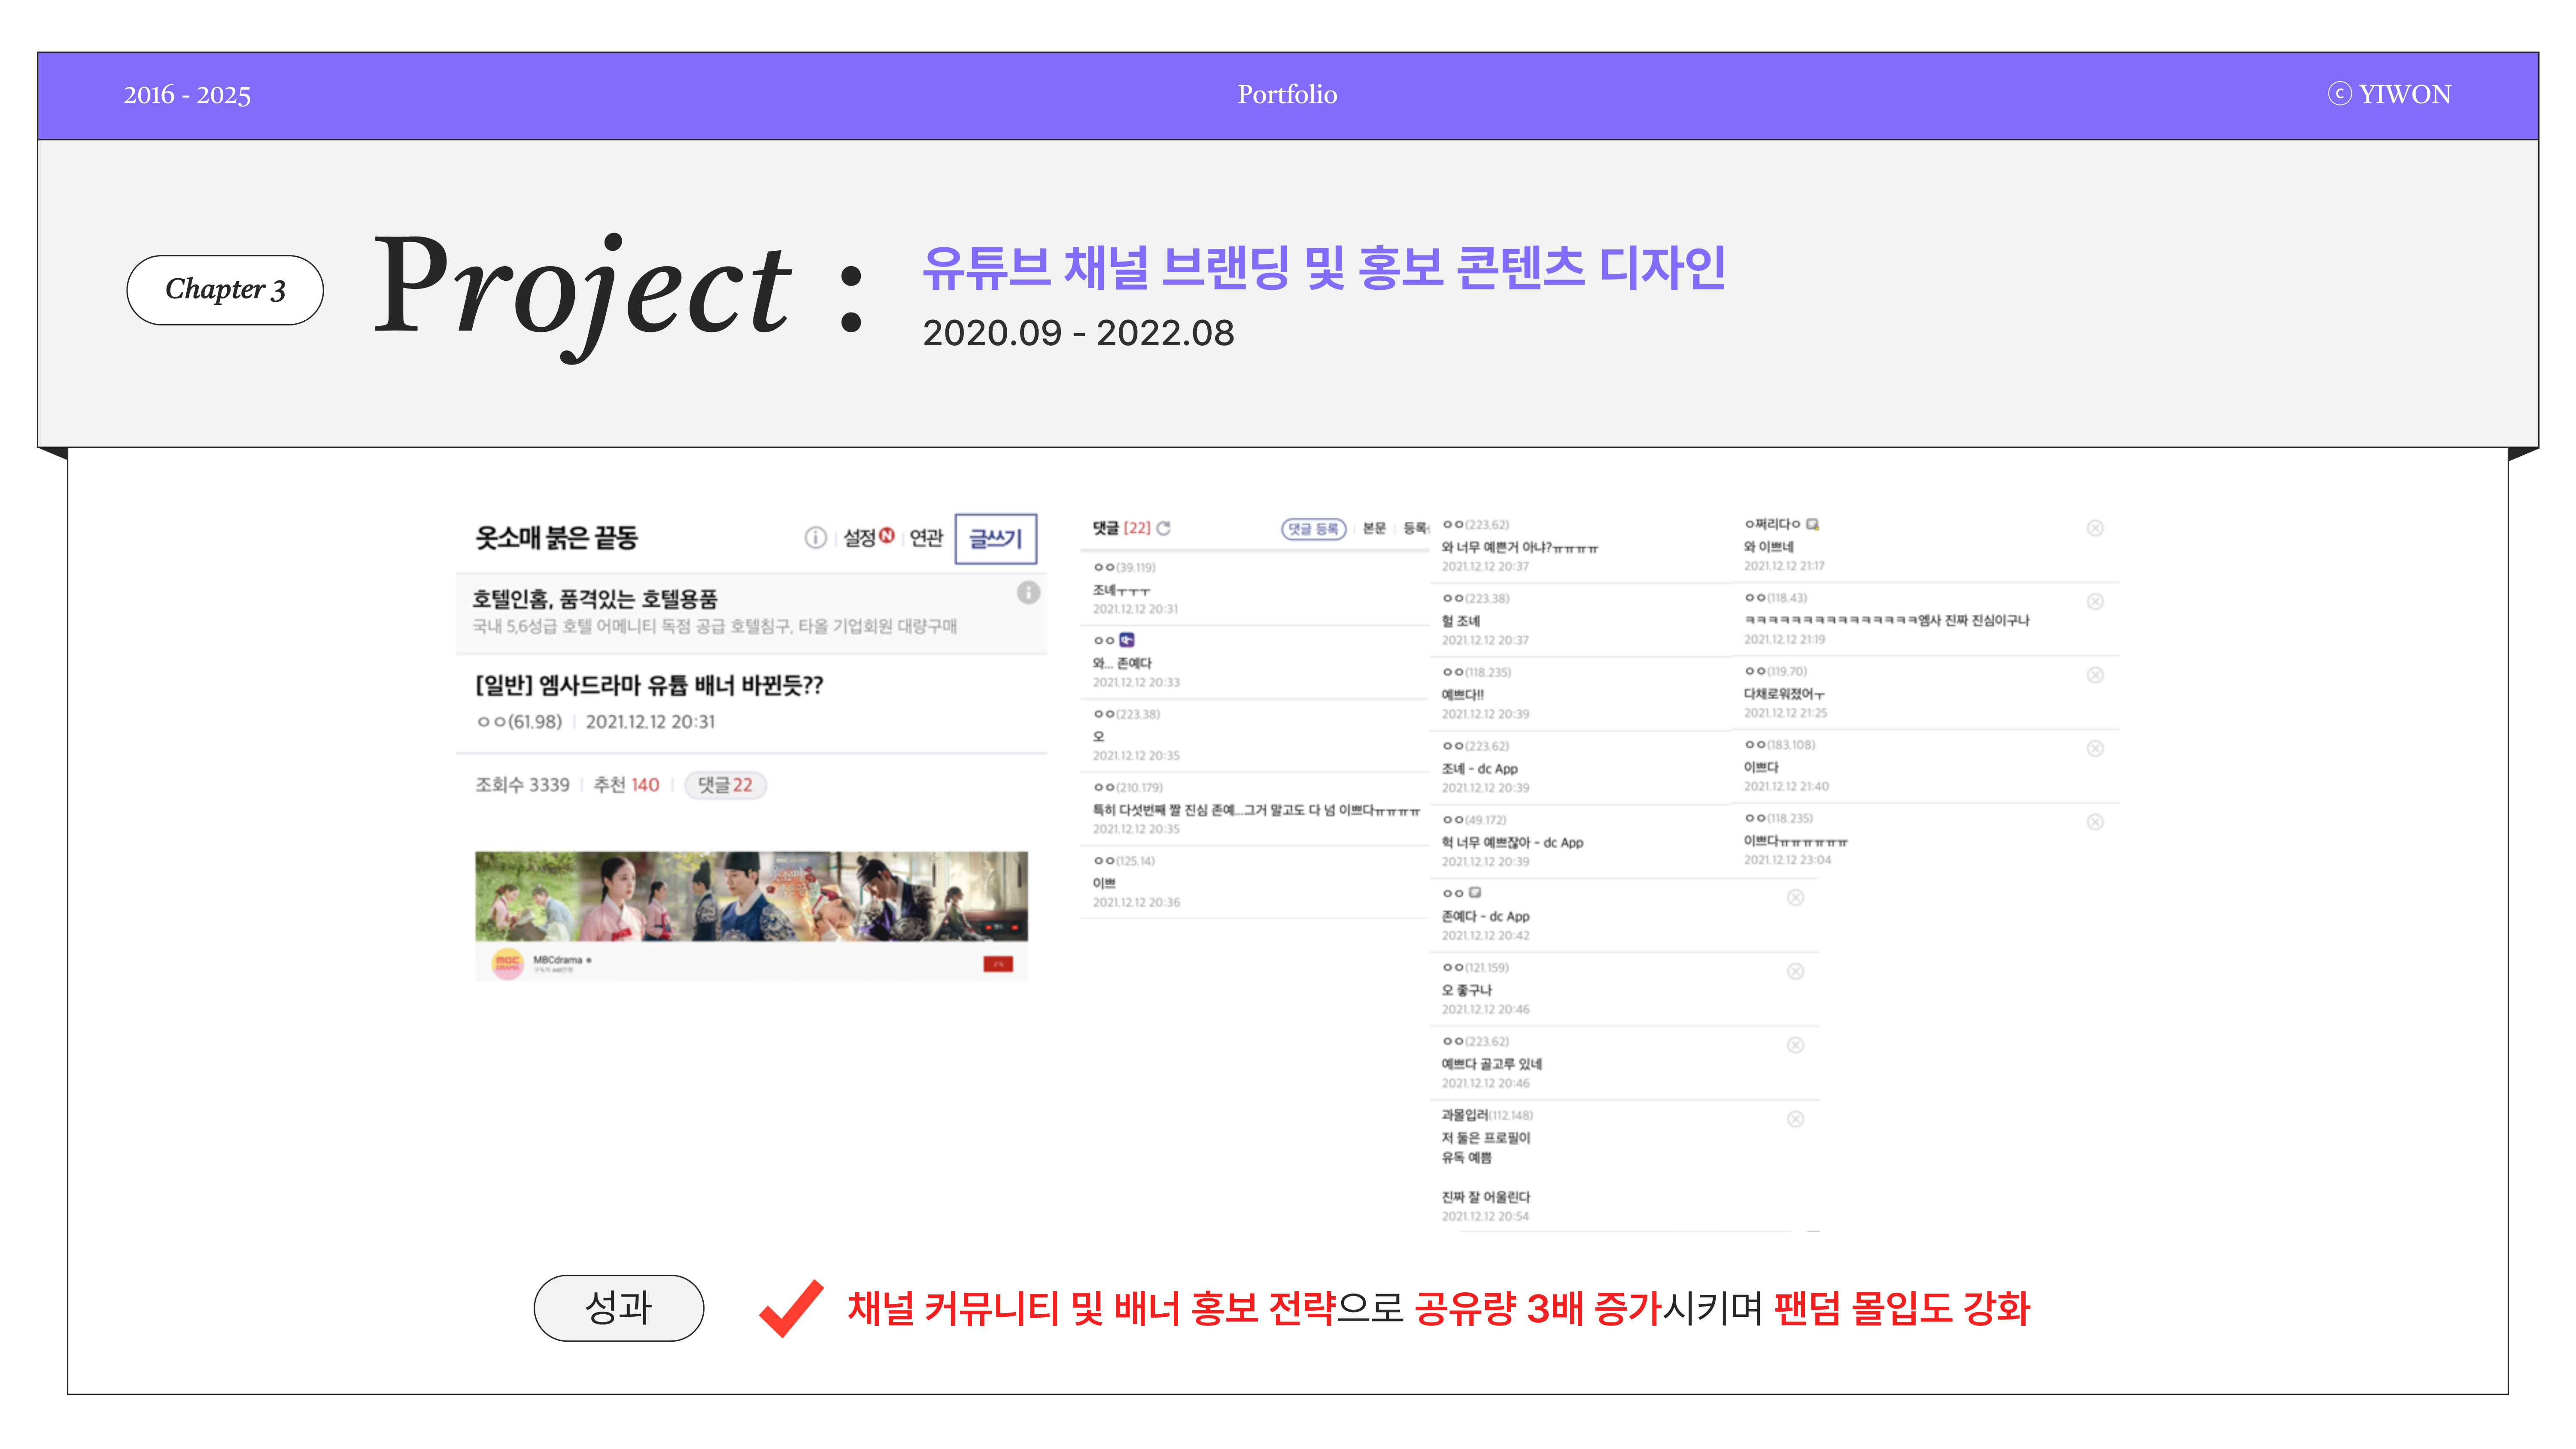 2016 - 2025
Portfolio
ⓒ YIWON
Chapter 3
Project :
유튜브 채널 브랜딩 및 홍보 콘텐츠 디자인
2020.09 - 2022.08
옷소매 붉은 끝동
설정 N 연관 글쓰기
호텔인홈, 품격있는 호텔용품
국내 5,6성급 호텔 어메니티 독점 공급 호텔침구, 타올 기업회원 대량구매
[일반] 엠사드라마 유튭 배너 바뀐듯??
ㅇㅇ(61.98) 2021.12.12 20:31
조회수 3339 추천 140 댓글 22
MBC DRAMA
MBCdrama
댓글 [22] 댓글 등록 본문
ㅇㅇ(39.119)
조녜ㅜㅜㅜ
2021.12.12 20:31
ㅇㅇ
와... 존예다
2021.12.12 20:33
ㅇㅇ(223.38)
오
2021.12.12 20:35
ㅇㅇ(210.179)
특히 다섯번째 짤 진심 존예...그거 말고도 다 넘 이쁘다ㅠㅠㅠㅠ
2021.12.12 20:35
ㅇㅇ(125.14)
이쁘
2021.12.12 20:36
ㅇㅇ(223.62)
와 너무 예쁜거 아냐?ㅠㅠㅠㅠ
2021.12.12 20:37
ㅇㅇ(223.38)
헐 조녜
2021.12.12 20:37
ㅇㅇ(118.235)
예쁘다!!
2021.12.12 20:39
ㅇㅇ(223.62)
조녜 - dc App
2021.12.12 20:39
ㅇㅇ(49.172)
헉 너무 예쁘잖아 - dc App
2021.12.12 20:39
ㅇㅇ
존예다 - dc App
2021.12.12 20:42
ㅇㅇ(121.159)
오 좋구나
2021.12.12 20:46
ㅇㅇ(223.62)
예쁘다 골고루 있네
2021.12.12 20:46
과몰입러(112.148)
저 둘은 프로필이
유독 예쁨
진짜 잘 어울린다
2021.12.12 20:54
ㅇ쩌리다ㅇ
와 이쁘네
2021.12.12 21:17
ㅇㅇ(118.43)
ㅋㅋㅋㅋㅋㅋㅋㅋㅋㅋㅋㅋㅋㅋㅋ엠사 진짜 진심이구나
2021.12.12 21:19
ㅇㅇ(119.70)
다채로워졌어ㅜ
2021.12.12 21:25
ㅇㅇ(183.108)
이쁘다
2021.12.12 21:40
ㅇㅇ(118.235)
이쁘다ㅠㅠㅠㅠㅠㅠ
2021.12.12 23:04
성과
채널 커뮤니티 및 배너 홍보 전략으로 공유량 3배 증가시키며 팬덤 몰입도 강화